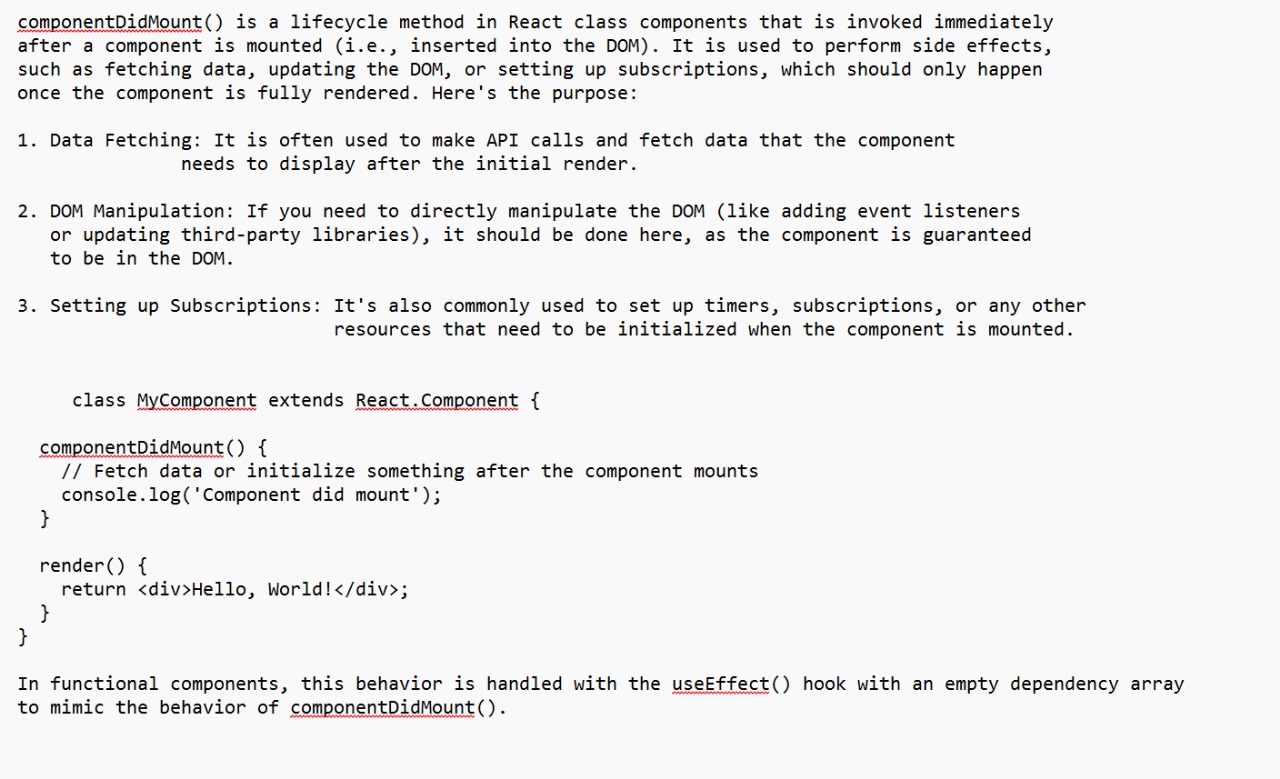 componentDidMount() is a lifecycle method in React class components that is invoked immediately
after a component is mounted (i.e., inserted into the DOM). It is used to perform side effects,
such as fetching data, updating the DOM, or setting up subscriptions, which should only happen
once the component is fully rendered. Here's the purpose:
1. Data Fetching: It is often used to make API calls and fetch data that the component
needs to display after the initial render.
2. DOM Manipulation: If you need to directly manipulate the DOM (like adding event listeners
or updating third-party libraries), it should be done here, as the component is guaranteed
to be in the DOM.
3. Setting up Subscriptions: It's also commonly used to set up timers, subscriptions, or any other
resources that need to be initialized when the component is mounted.
class MyComponent extends React.Component {
componentDidMount() {
// Fetch data or initialize something after the component mounts
console.log('Component did mount');
}
render() {
return <div>Hello, World!</div>;
}
}
In functional components, this behavior is handled with the useEffect() hook with an empty dependency array
to mimic the behavior of componentDidMount().